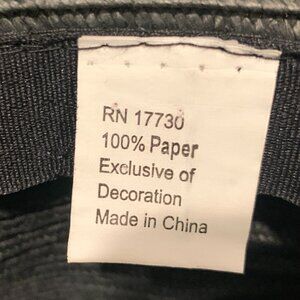 RN 17730
100% Paper
Exclusive of
Decoration
Made in China